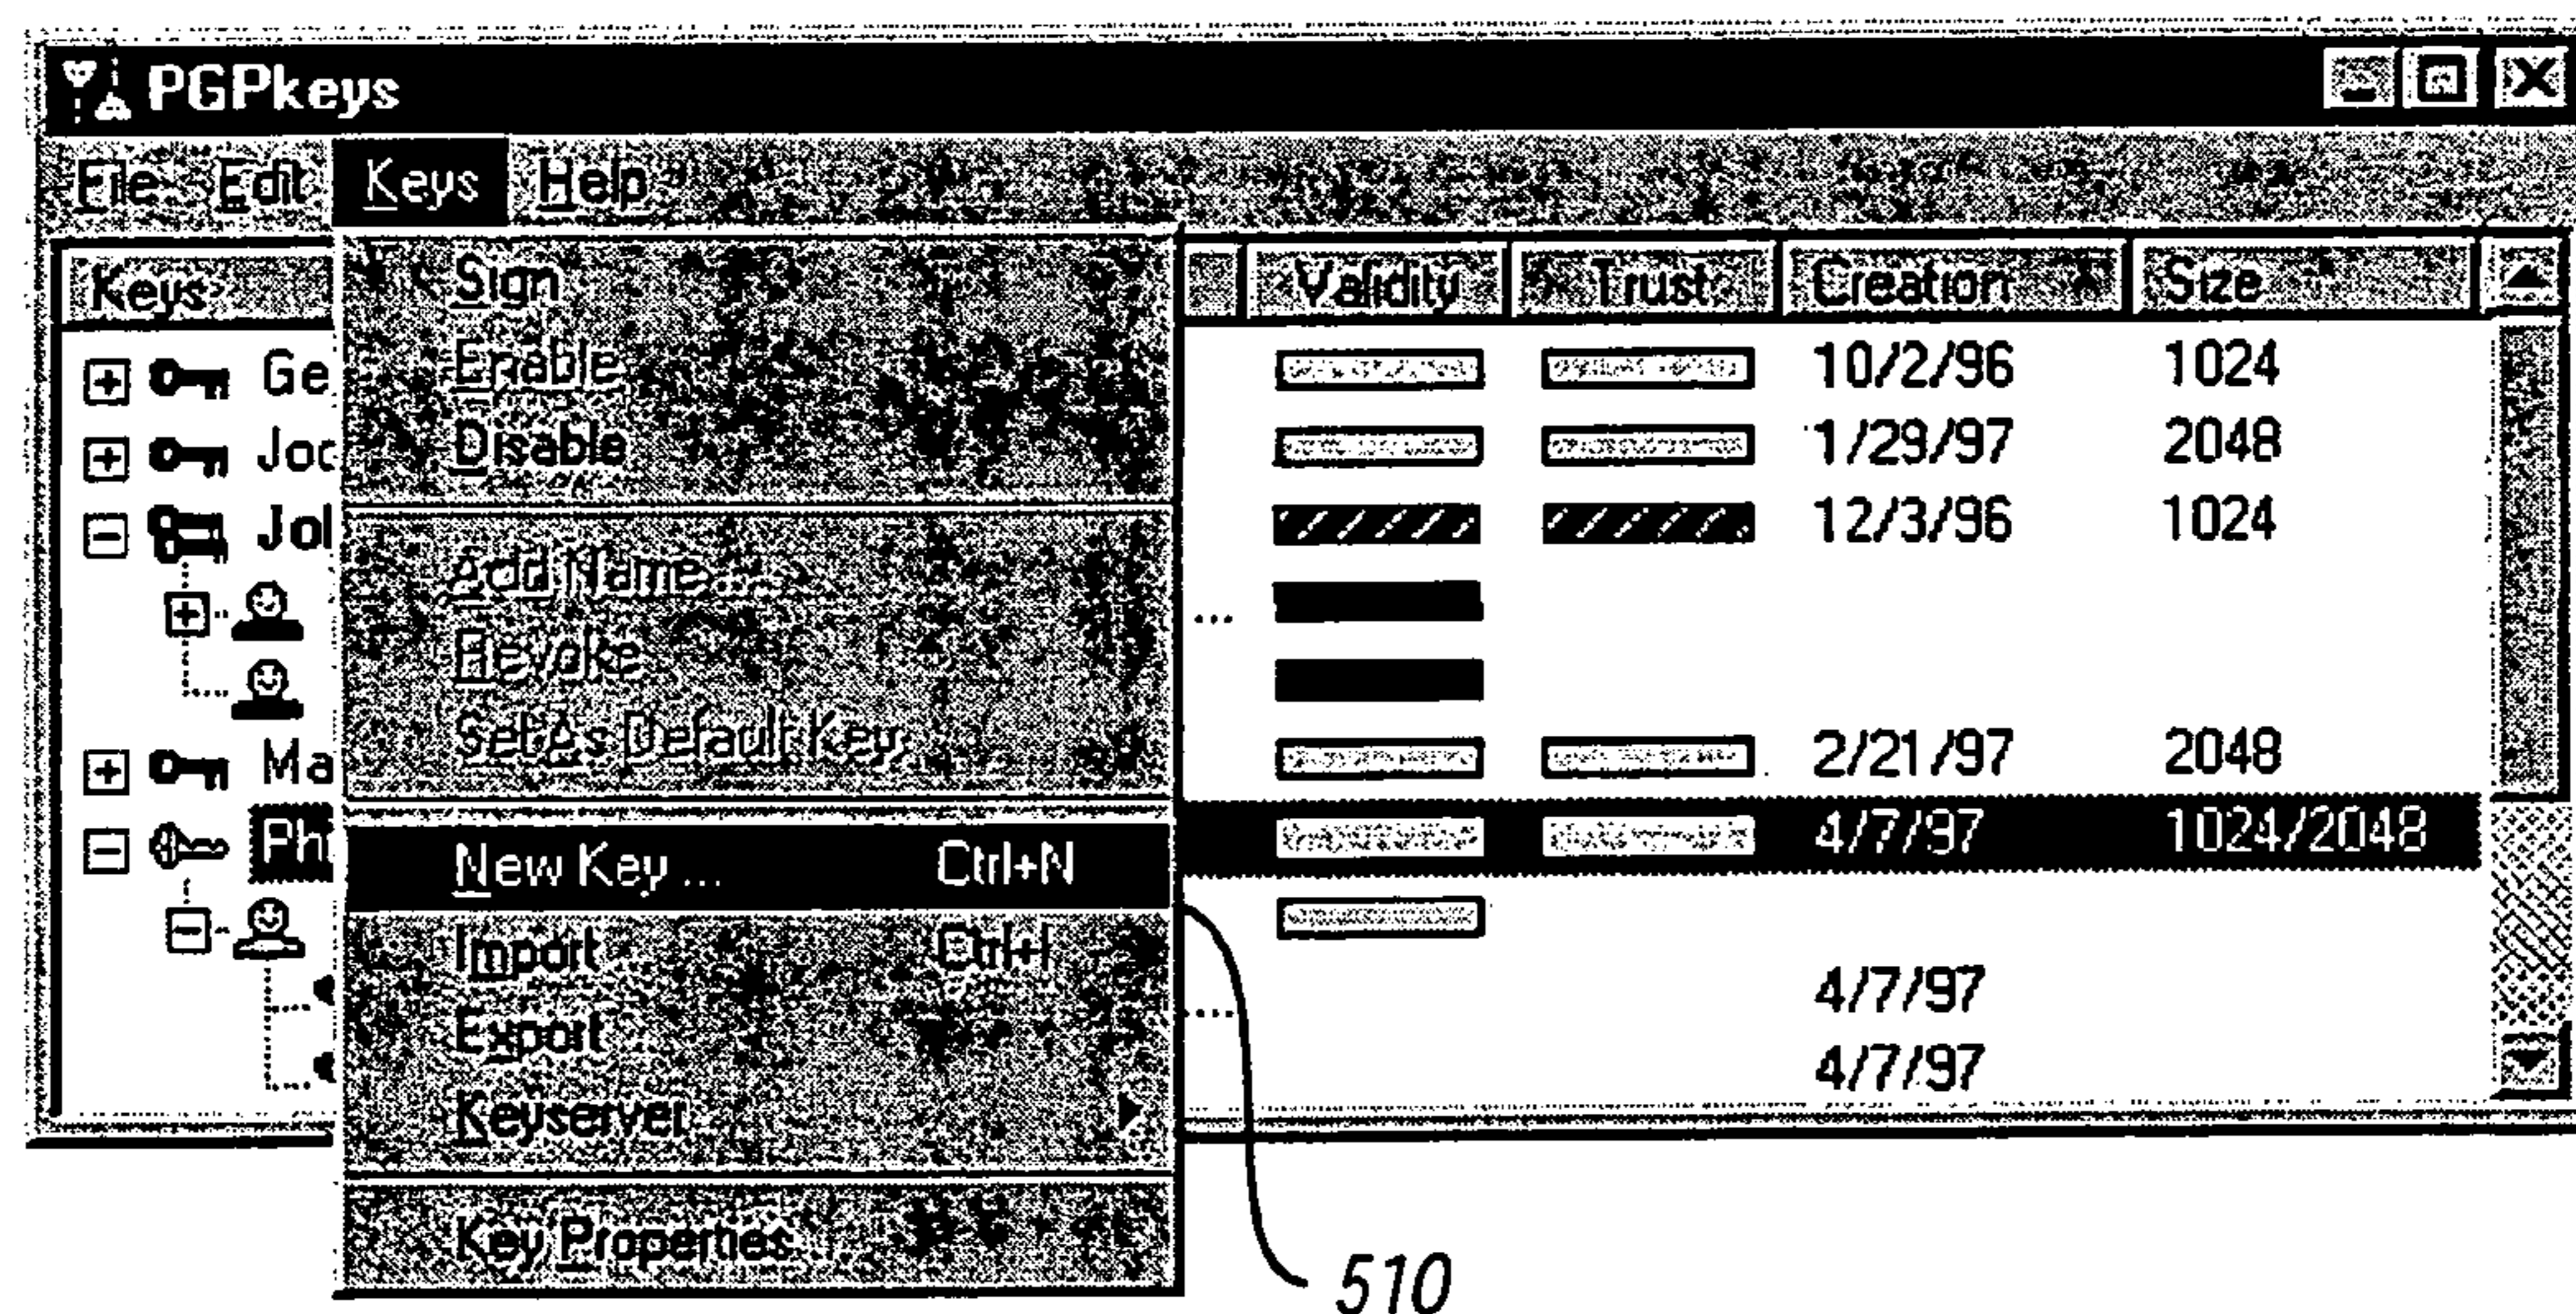 PGPkeys
File Edit Keys Help
Keys Validity Trust Creation Size
Sign
Enable
Disable
Add Name...
Revoke
Set As Default Key
New Key ... Ctrl+N
Import Ctrl+I
Export
Keyserver
Key Properties
Ge 10/2/96 1024
Joc 1/29/97 2048
Jol 12/3/96 1024
...
Ma 2/21/97 2048
Ph 4/7/97 1024/2048
... 4/7/97
4/7/97
510